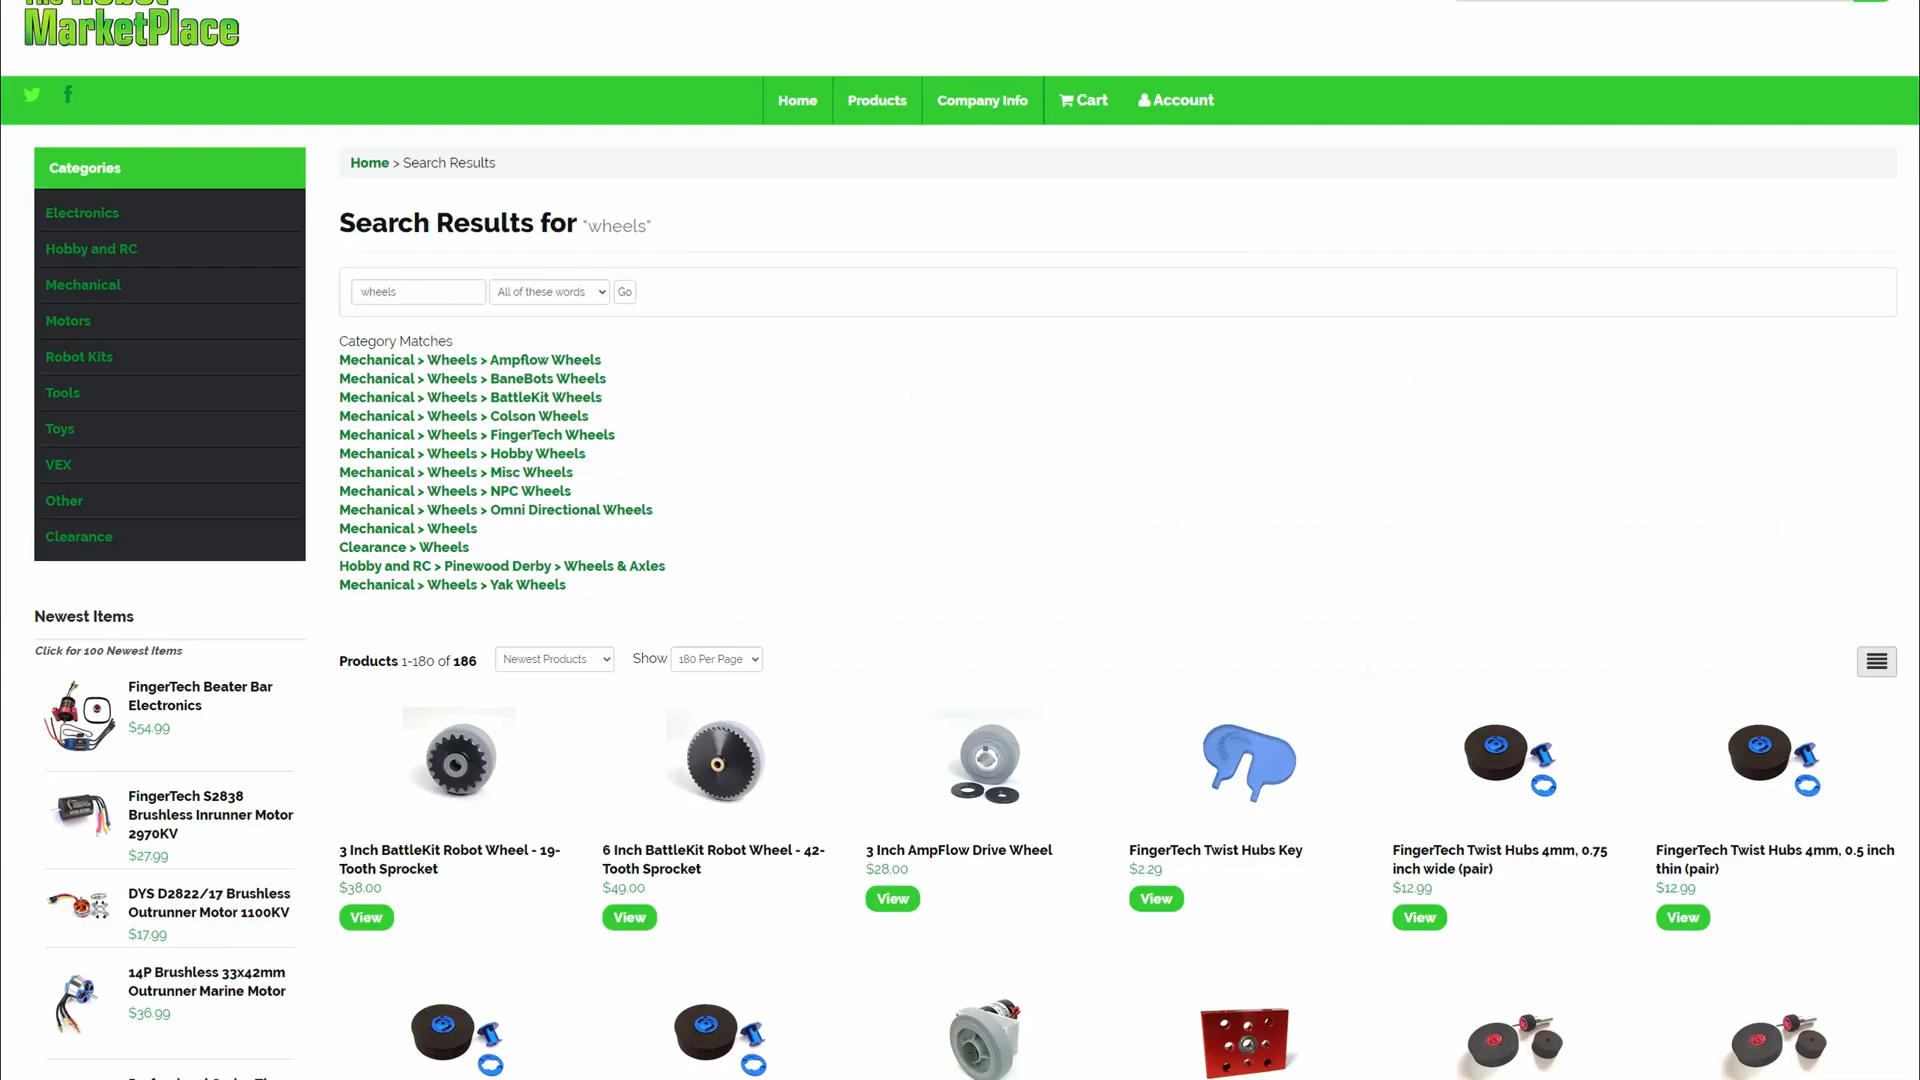 MarketPlace
Home
Products
Company Info
Cart
Account
Categories
Electronics
Hobby and RC
Mechanical
Motors
Robot Kits
Tools
Toys
VEX
Other
Clearance
Newest Items
Click for 100 Newest Items
FingerTech Beater Bar
Electronics
$54.99
FingerTech S2838
Brushless Inrunner Motor
2970KV
$27.99
DYS D2822/17 Brushless
Outrunner Motor 1100KV
$17.99
14P Brushless 33x42mm
Outrunner Marine Motor
$36.99
Home > Search Results
Search Results for "wheels"
wheels All of these words Go
Category Matches
Mechanical > Wheels > Ampflow Wheels
Mechanical > Wheels > BaneBots Wheels
Mechanical > Wheels > BattleKit Wheels
Mechanical > Wheels > Colson Wheels
Mechanical > Wheels > FingerTech Wheels
Mechanical > Wheels > Hobby Wheels
Mechanical > Wheels > Misc Wheels
Mechanical > Wheels > NPC Wheels
Mechanical > Wheels > Omni Directional Wheels
Mechanical > Wheels
Clearance > Wheels
Hobby and RC > Pinewood Derby > Wheels & Axles
Mechanical > Wheels > Yak Wheels
Products 1-180 of 186 Newest Products Show 180 Per Page
3 Inch BattleKit Robot Wheel - 19-
Tooth Sprocket
$38.00
View
6 Inch BattleKit Robot Wheel - 42-
Tooth Sprocket
$49.00
View
3 Inch AmpFlow Drive Wheel
$28.00
View
FingerTech Twist Hubs Key
$2.29
View
FingerTech Twist Hubs 4mm, 0.75
inch wide (pair)
$12.99
View
FingerTech Twist Hubs 4mm, 0.5 inch
thin (pair)
$12.99
View